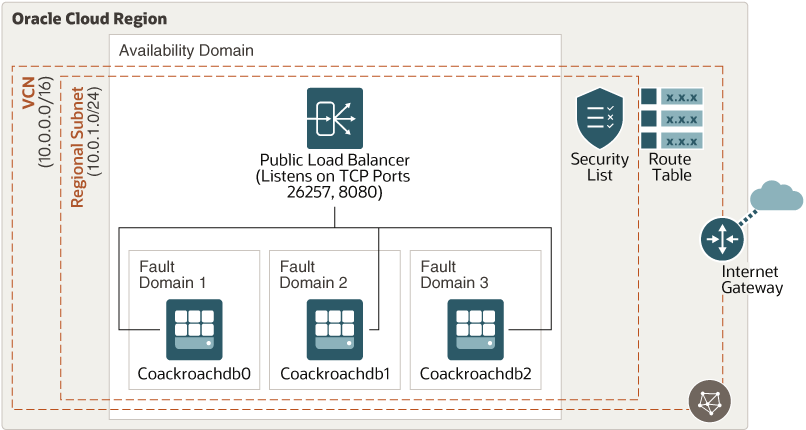 Oracle Cloud Region
Availability Domain
VCN
(10.0.0.0/16)
Regional Subnet
(10.0.1.0/24)
Public Load Balancer
(Listens on TCP Ports
26257, 8080)
Security
List
x.x.x
x.x.x
x.x.x
Route
Table
Internet
Gateway
Fault
Domain 1
Coackroachdb0
Fault
Domain 2
Coackroachdb1
Fault
Domain 3
Coackroachdb2